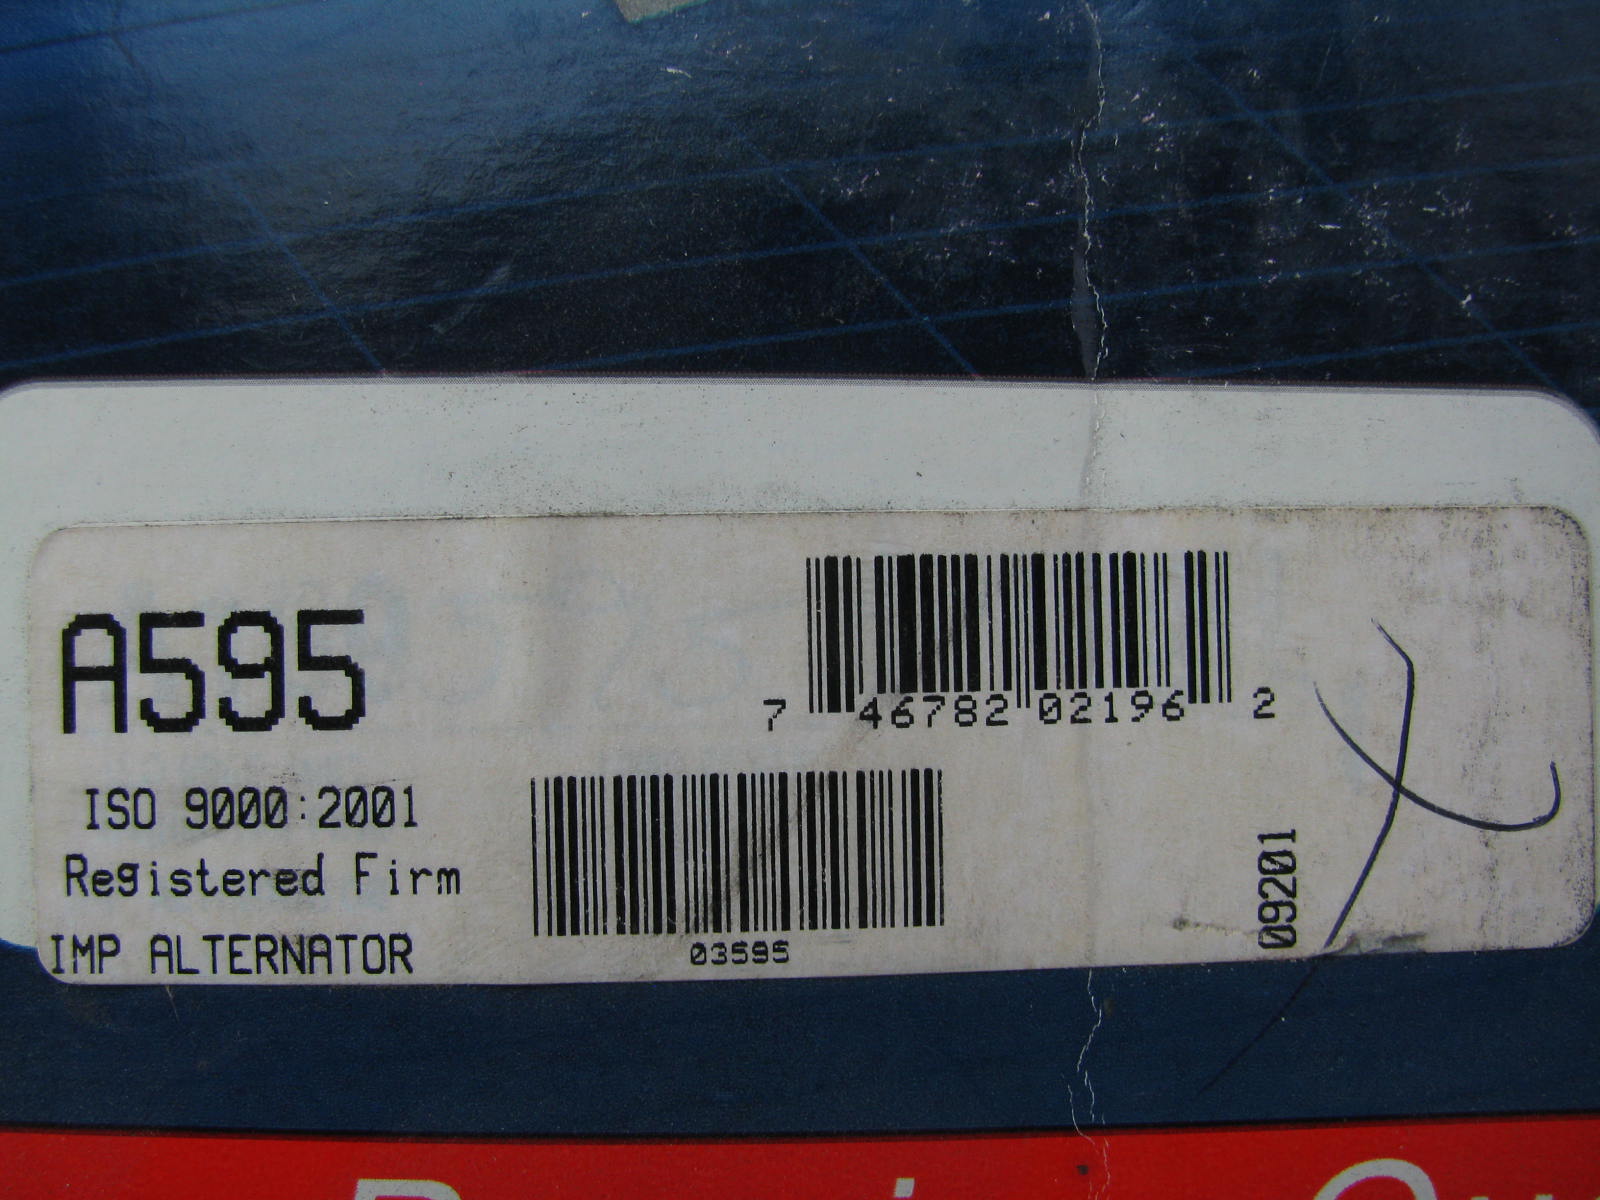 A595
7 46782 02196 2
ISO 9000:2001
Registered Firm
IMP ALTERNATOR
03595
09201